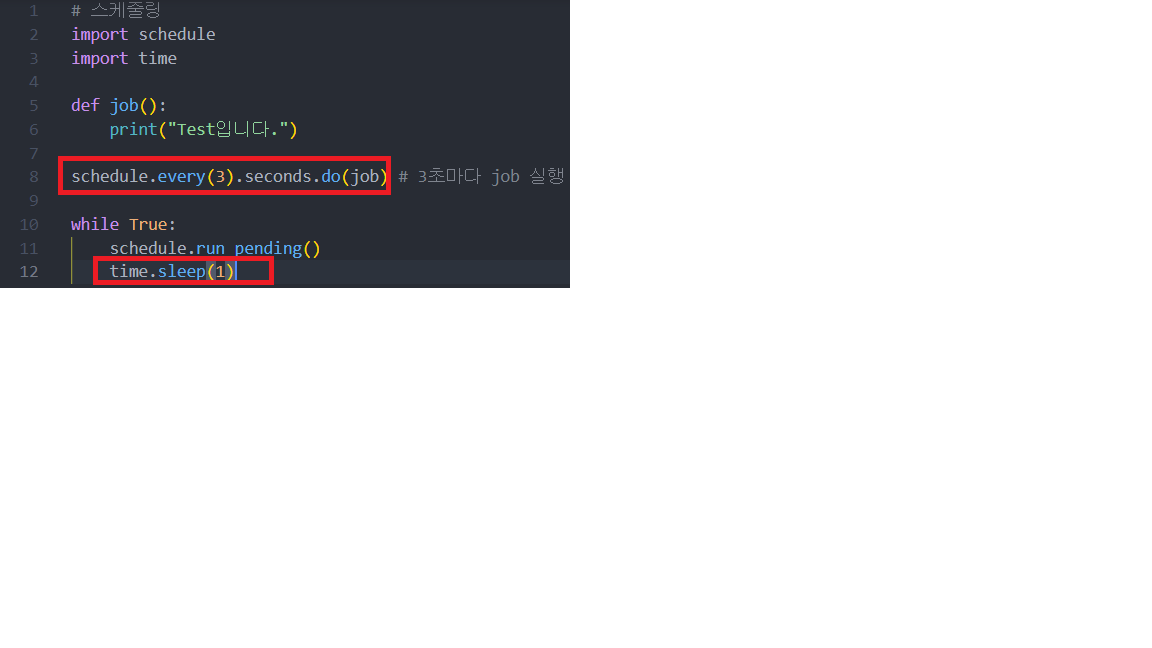 1 # 스케줄링
2 import schedule
3 import time
4
5 def job():
6 print("Test입니다.")
7
8 schedule.every(3).seconds.do(job) # 3초마다 job 실행
9
10 while True:
11 schedule.run_pending()
12 time.sleep(1)